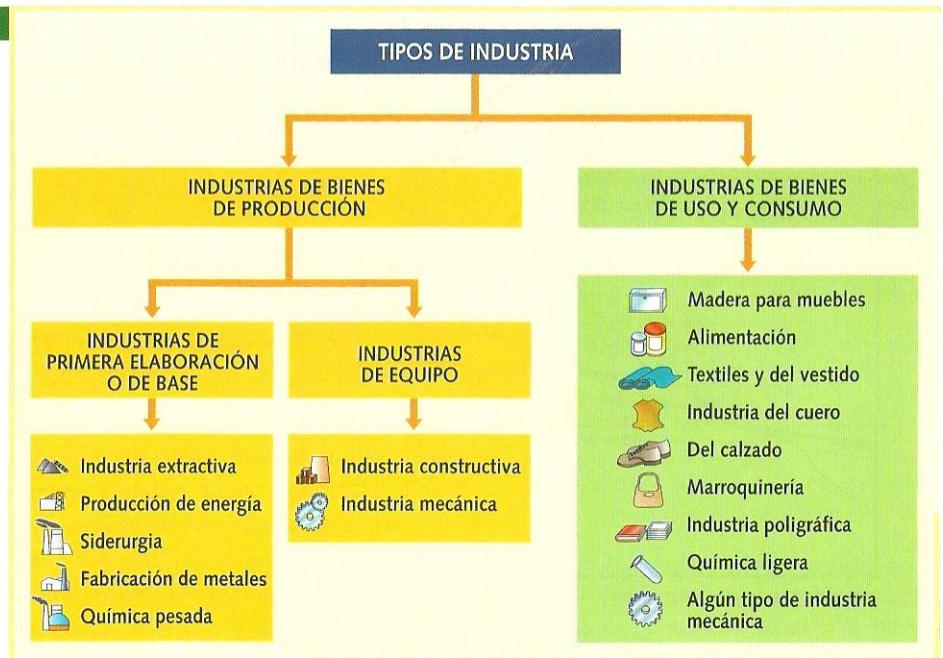 TIPOS DE INDUSTRIA
INDUSTRIAS DE BIENES
DE PRODUCCIÓN
INDUSTRIAS DE BIENES
DE USO Y CONSUMO
INDUSTRIAS DE
PRIMERA ELABORACIÓN
O DE BASE
INDUSTRIAS
DE EQUIPO
Industria extractiva
Producción de energía
Siderurgia
Fabricación de metales
Química pesada
Industria constructiva
Industria mecánica
Madera para muebles
Alimentación
Textiles y del vestido
Industria del cuero
Del calzado
Marroquinería
Industria poligráfica
Química ligera
Algún tipo de industria
mecánica